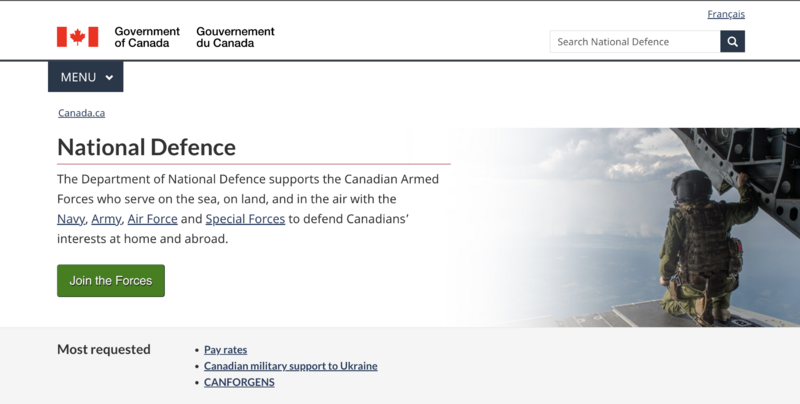 Français
Government
of Canada
Gouvernement
du Canada
Search National Defence
MENU
Canada.ca
National Defence
The Department of National Defence supports the Canadian Armed
Forces who serve on the sea, on land, and in the air with the
Navy, Army, Air Force and Special Forces to defend Canadians’
interests at home and abroad.
Join the Forces
Most requested
• Pay rates
• Canadian military support to Ukraine
• CANFORGENS